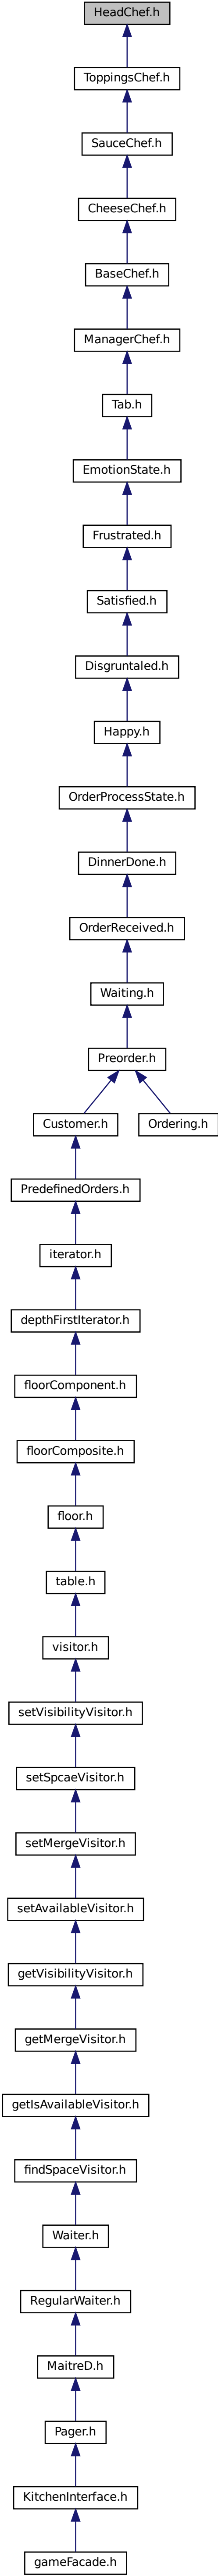 HeadChef.h
ToppingsChef.h
SauceChef.h
CheeseChef.h
BaseChef.h
ManagerChef.h
Tab.h
EmotionState.h
Frustrated.h
Satisfied.h
Disgruntaled.h
Happy.h
OrderProcessState.h
DinnerDone.h
OrderReceived.h
Waiting.h
Preorder.h
Customer.h
Ordering.h
PredefinedOrders.h
iterator.h
depthFirstIterator.h
floorComponent.h
floorComposite.h
floor.h
table.h
visitor.h
setVisibilityVisitor.h
setSpcaeVisitor.h
setMergeVisitor.h
setAvailableVisitor.h
getVisibilityVisitor.h
getMergeVisitor.h
getIsAvailableVisitor.h
findSpaceVisitor.h
Waiter.h
RegularWaiter.h
MaitreD.h
Pager.h
KitchenInterface.h
gameFacade.h